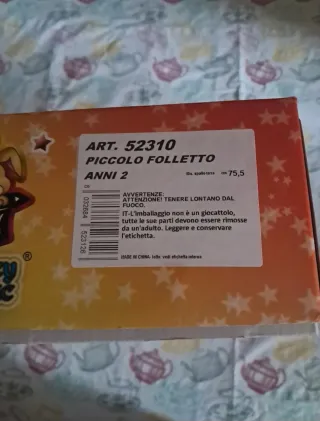 ART. 52310
PICCOLO FOLLETTO
ANNI 2
cm 75,5
AVVERTENZE:
ATTENZIONE! TENERE LONTANO DAL
FUOCO.
IT-L'imballaggio non è un giocattolo,
tutte le sue parti devono essere rimosse
da un'adulto. Leggere e conservare
l'etichetta.
MADE IN CHINA
®